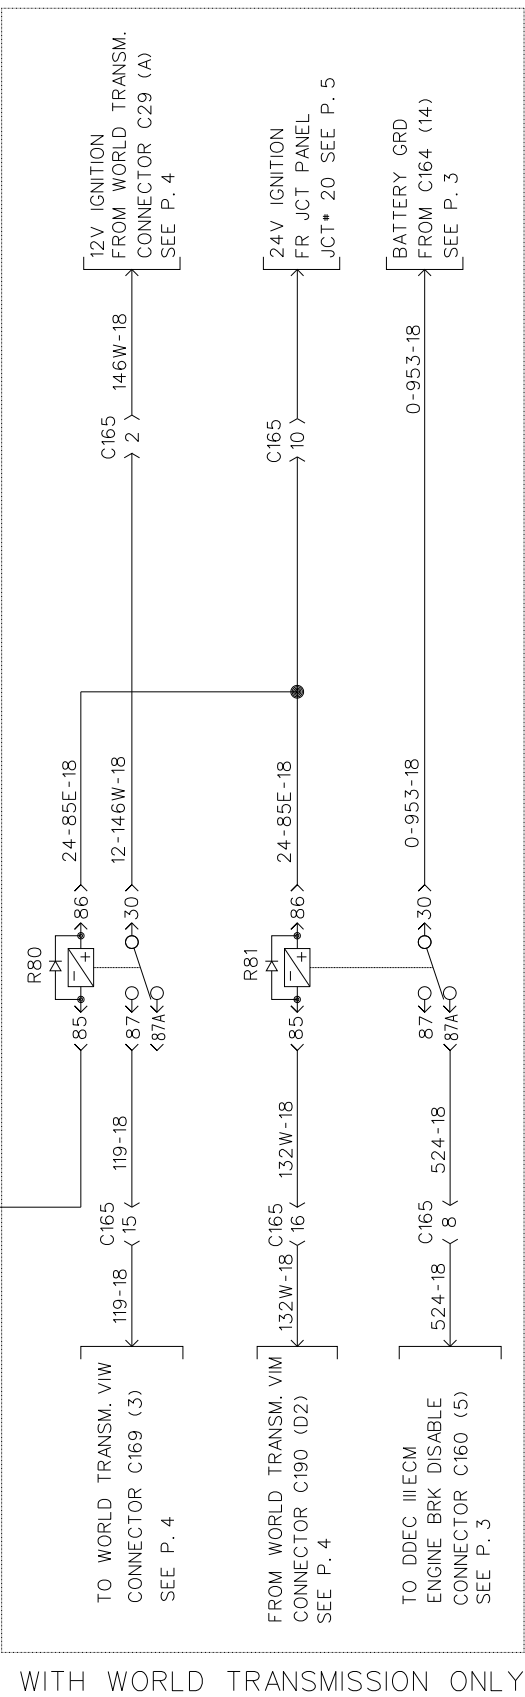 12V IGNITION
FROM WORLD TRANSM.
CONNECTOR C29 (A)
SEE P. 4
24V IGNITION
FR JCT PANEL
JCT# 20 SEE P. 5
BATTERY GRD
FROM C164 (14)
SEE P. 3
146W-18
0-953-18
C165
2
C165
10
24-85E-18
12-146W-18
24-85E-18
0-953-18
R80
86
30
- +
85
87
87A
R81
86
30
- +
85
87
87A
119-18
132W-18
524-18
C165
15
C165
16
C165
8
119-18
132W-18
524-18
TO WORLD TRANSM. VIW
CONNECTOR C169 (3)
SEE P. 4
FROM WORLD TRANSM. VIM
CONNECTOR C190 (D2)
SEE P. 4
TO DDEC III ECM
ENGINE BRK DISABLE
CONNECTOR C160 (5)
SEE P. 3
WITH WORLD TRANSMISSION ONLY